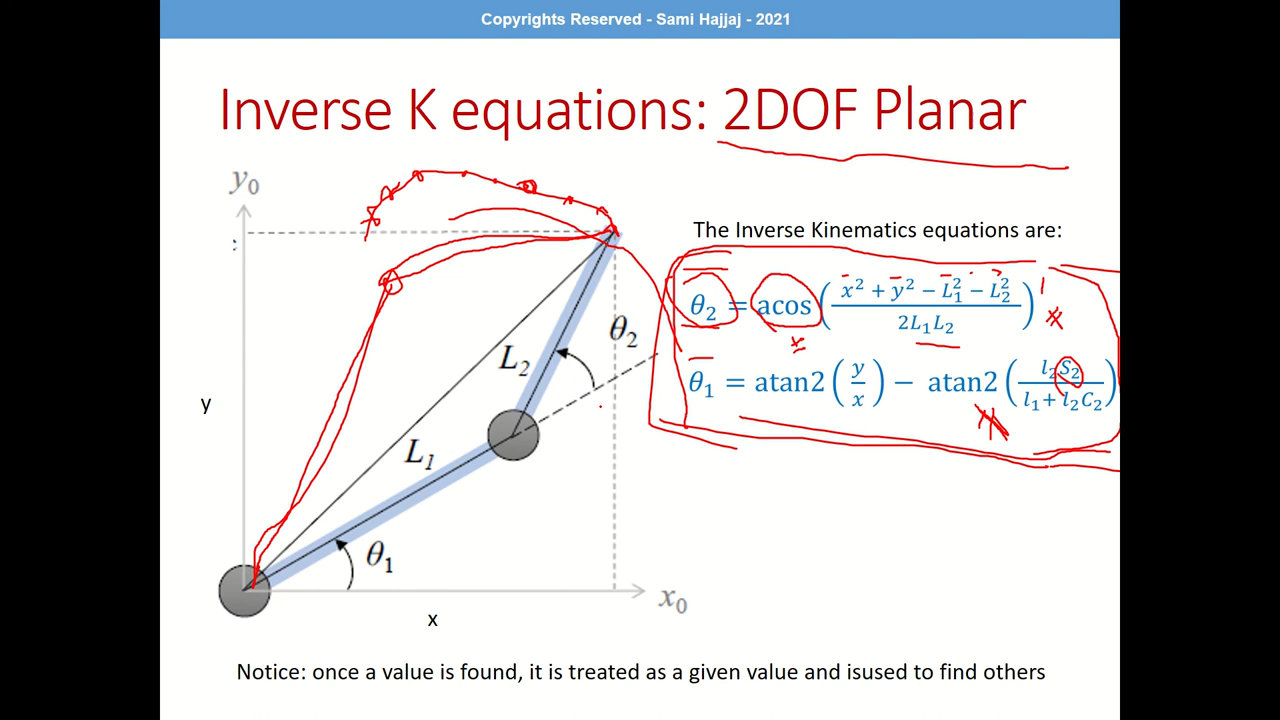 Copyrights Reserved - Sami Hajjaj - 2021
Inverse K equations: 2DOF Planar
y₀
The Inverse Kinematics equations are:
θ₂ = acos((x² + y² − L₁² − L₂²) / 2L₁L₂)
θ₂
L₂
θ₁ = atan2(y/x) − atan2(l₂S₂ / l₁+ l₂C₂)
y
L₁
θ₁
x₀
x
Notice: once a value is found, it is treated as a given value and isused to find others